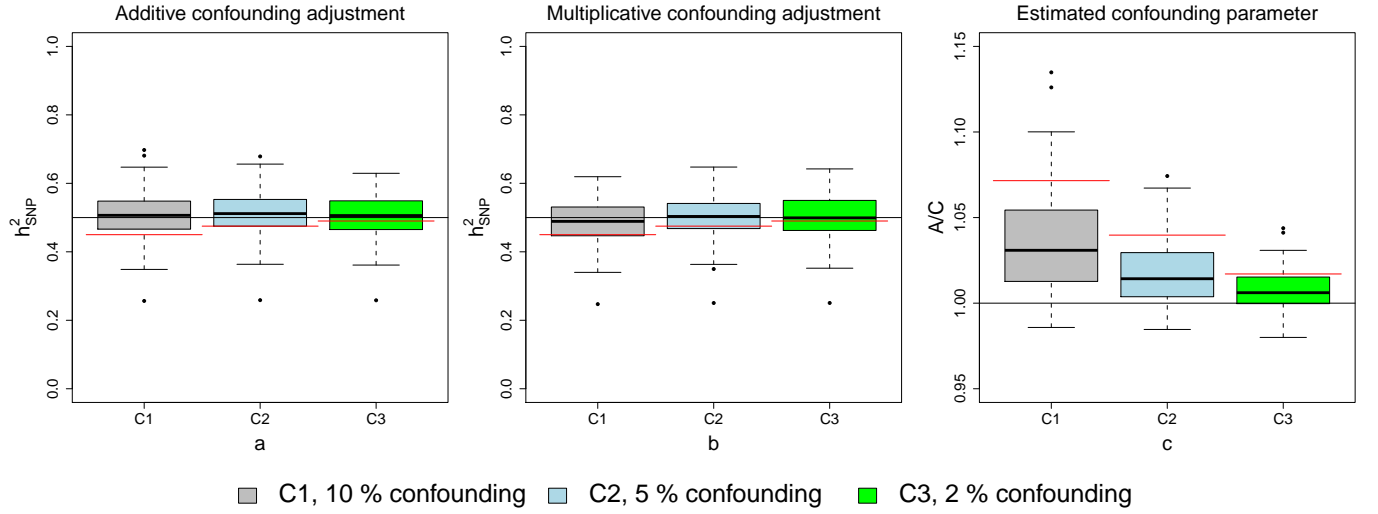 Additive confounding adjustment
h²SNP
0.0
0.2
0.4
0.6
0.8
1.0
C1 C2 C3
a
Multiplicative confounding adjustment
h²SNP
0.0
0.2
0.4
0.6
0.8
1.0
C1 C2 C3
b
Estimated confounding parameter
A/C
0.95
1.00
1.05
1.10
1.15
C1 C2 C3
c
C1, 10 % confounding C2, 5 % confounding C3, 2 % confounding